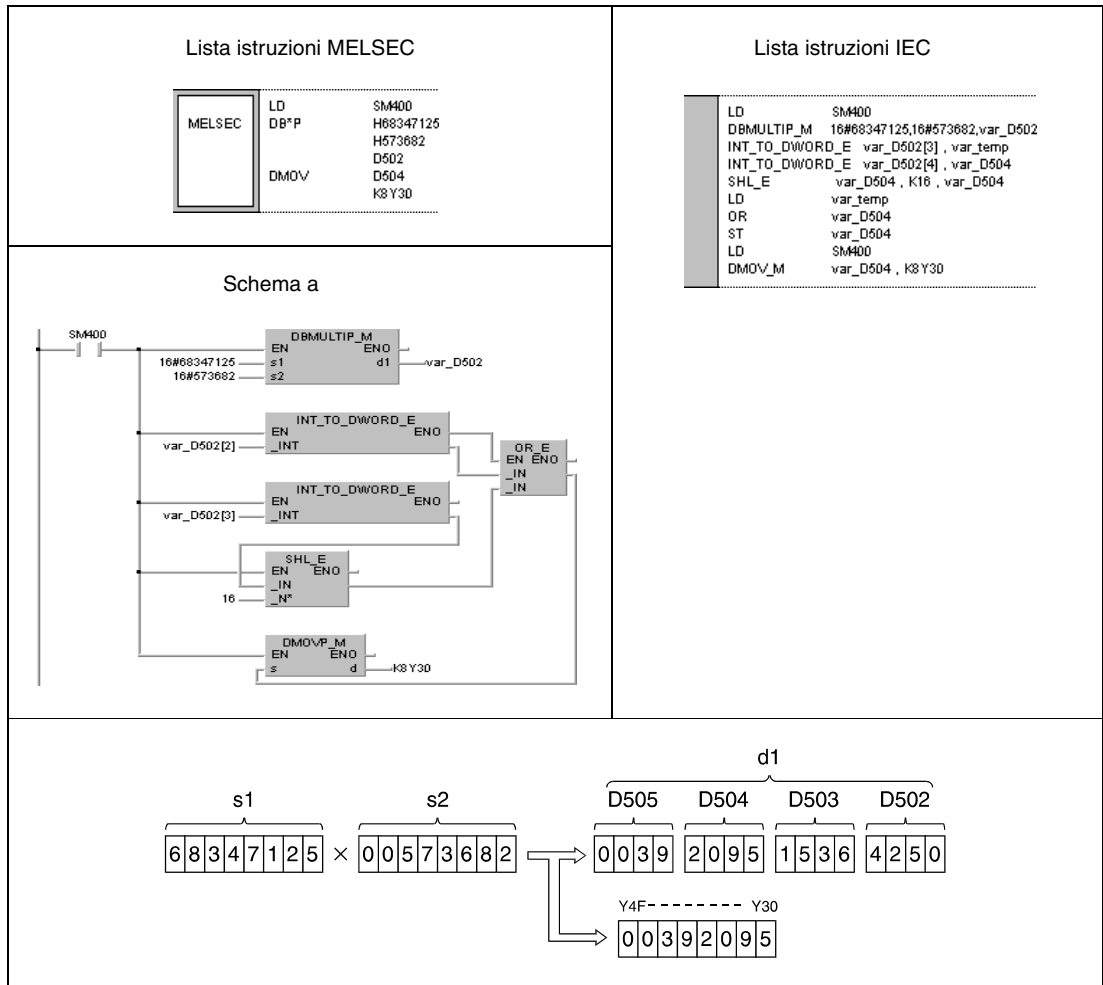 Lista istruzioni MELSEC
MELSEC
LD SM400
DB*P H68347125
H573682
D502
DMOV D504
K8Y30
Lista istruzioni IEC
LD SM400
DBMULTIP_M 16#68347125,16#573682,var_D502
INT_TO_DWORD_E var_D502[3] , var_temp
INT_TO_DWORD_E var_D502[4] , var_D504
SHL_E var_D504 , K16 , var_D504
LD var_temp
OR var_D504
ST var_D504
LD SM400
DMOV_M var_D504 , K8Y30
Schema a
SM400
DBMULTIP_M
EN ENO
16#68347125 s1 d1 var_D502
16#573682 s2
INT_TO_DWORD_E
EN ENO
var_D502[2] _INT
OR_E
EN ENO
_IN
_IN
INT_TO_DWORD_E
EN ENO
var_D502[3] _INT
SHL_E
EN ENO
_IN
16 _N*
DMOVP_M
EN ENO
s d K8Y30
d1
s1 s2 D505 D504 D503 D502
6 8 3 4 7 1 2 5 × 0 0 5 7 3 6 8 2 0 0 3 9 2 0 9 5 1 5 3 6 4 2 5 0
Y4F - - - - - - - - Y30
0 0 3 9 2 0 9 5